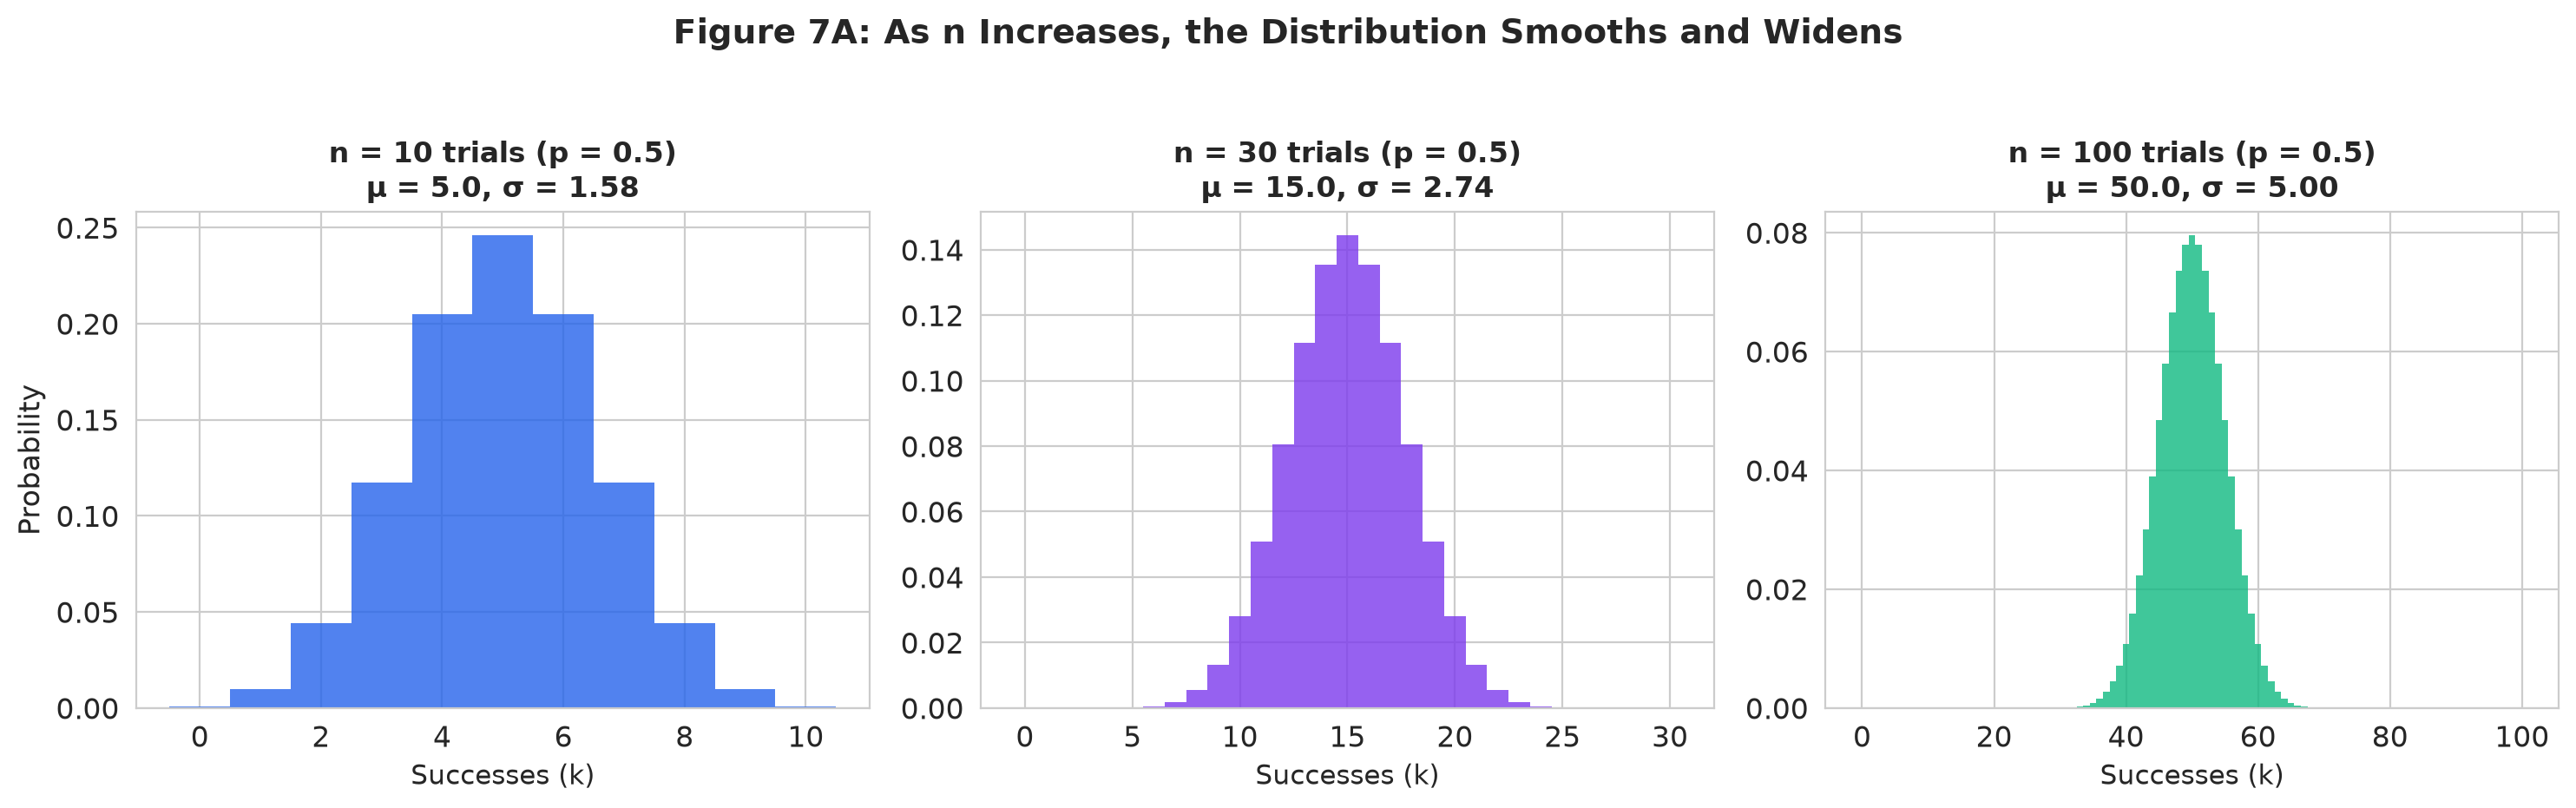 Figure 7A: As n Increases, the Distribution Smooths and Widens
n = 10 trials (p = 0.5)
μ = 5.0, σ = 1.58
0.25
0.20
0.15
0.10
0.05
0.00
Probability
0 2 4 6 8 10
Successes (k)
n = 30 trials (p = 0.5)
μ = 15.0, σ = 2.74
0.14
0.12
0.10
0.08
0.06
0.04
0.02
0.00
0 5 10 15 20 25 30
Successes (k)
n = 100 trials (p = 0.5)
μ = 50.0, σ = 5.00
0.08
0.06
0.04
0.02
0.00
0 20 40 60 80 100
Successes (k)